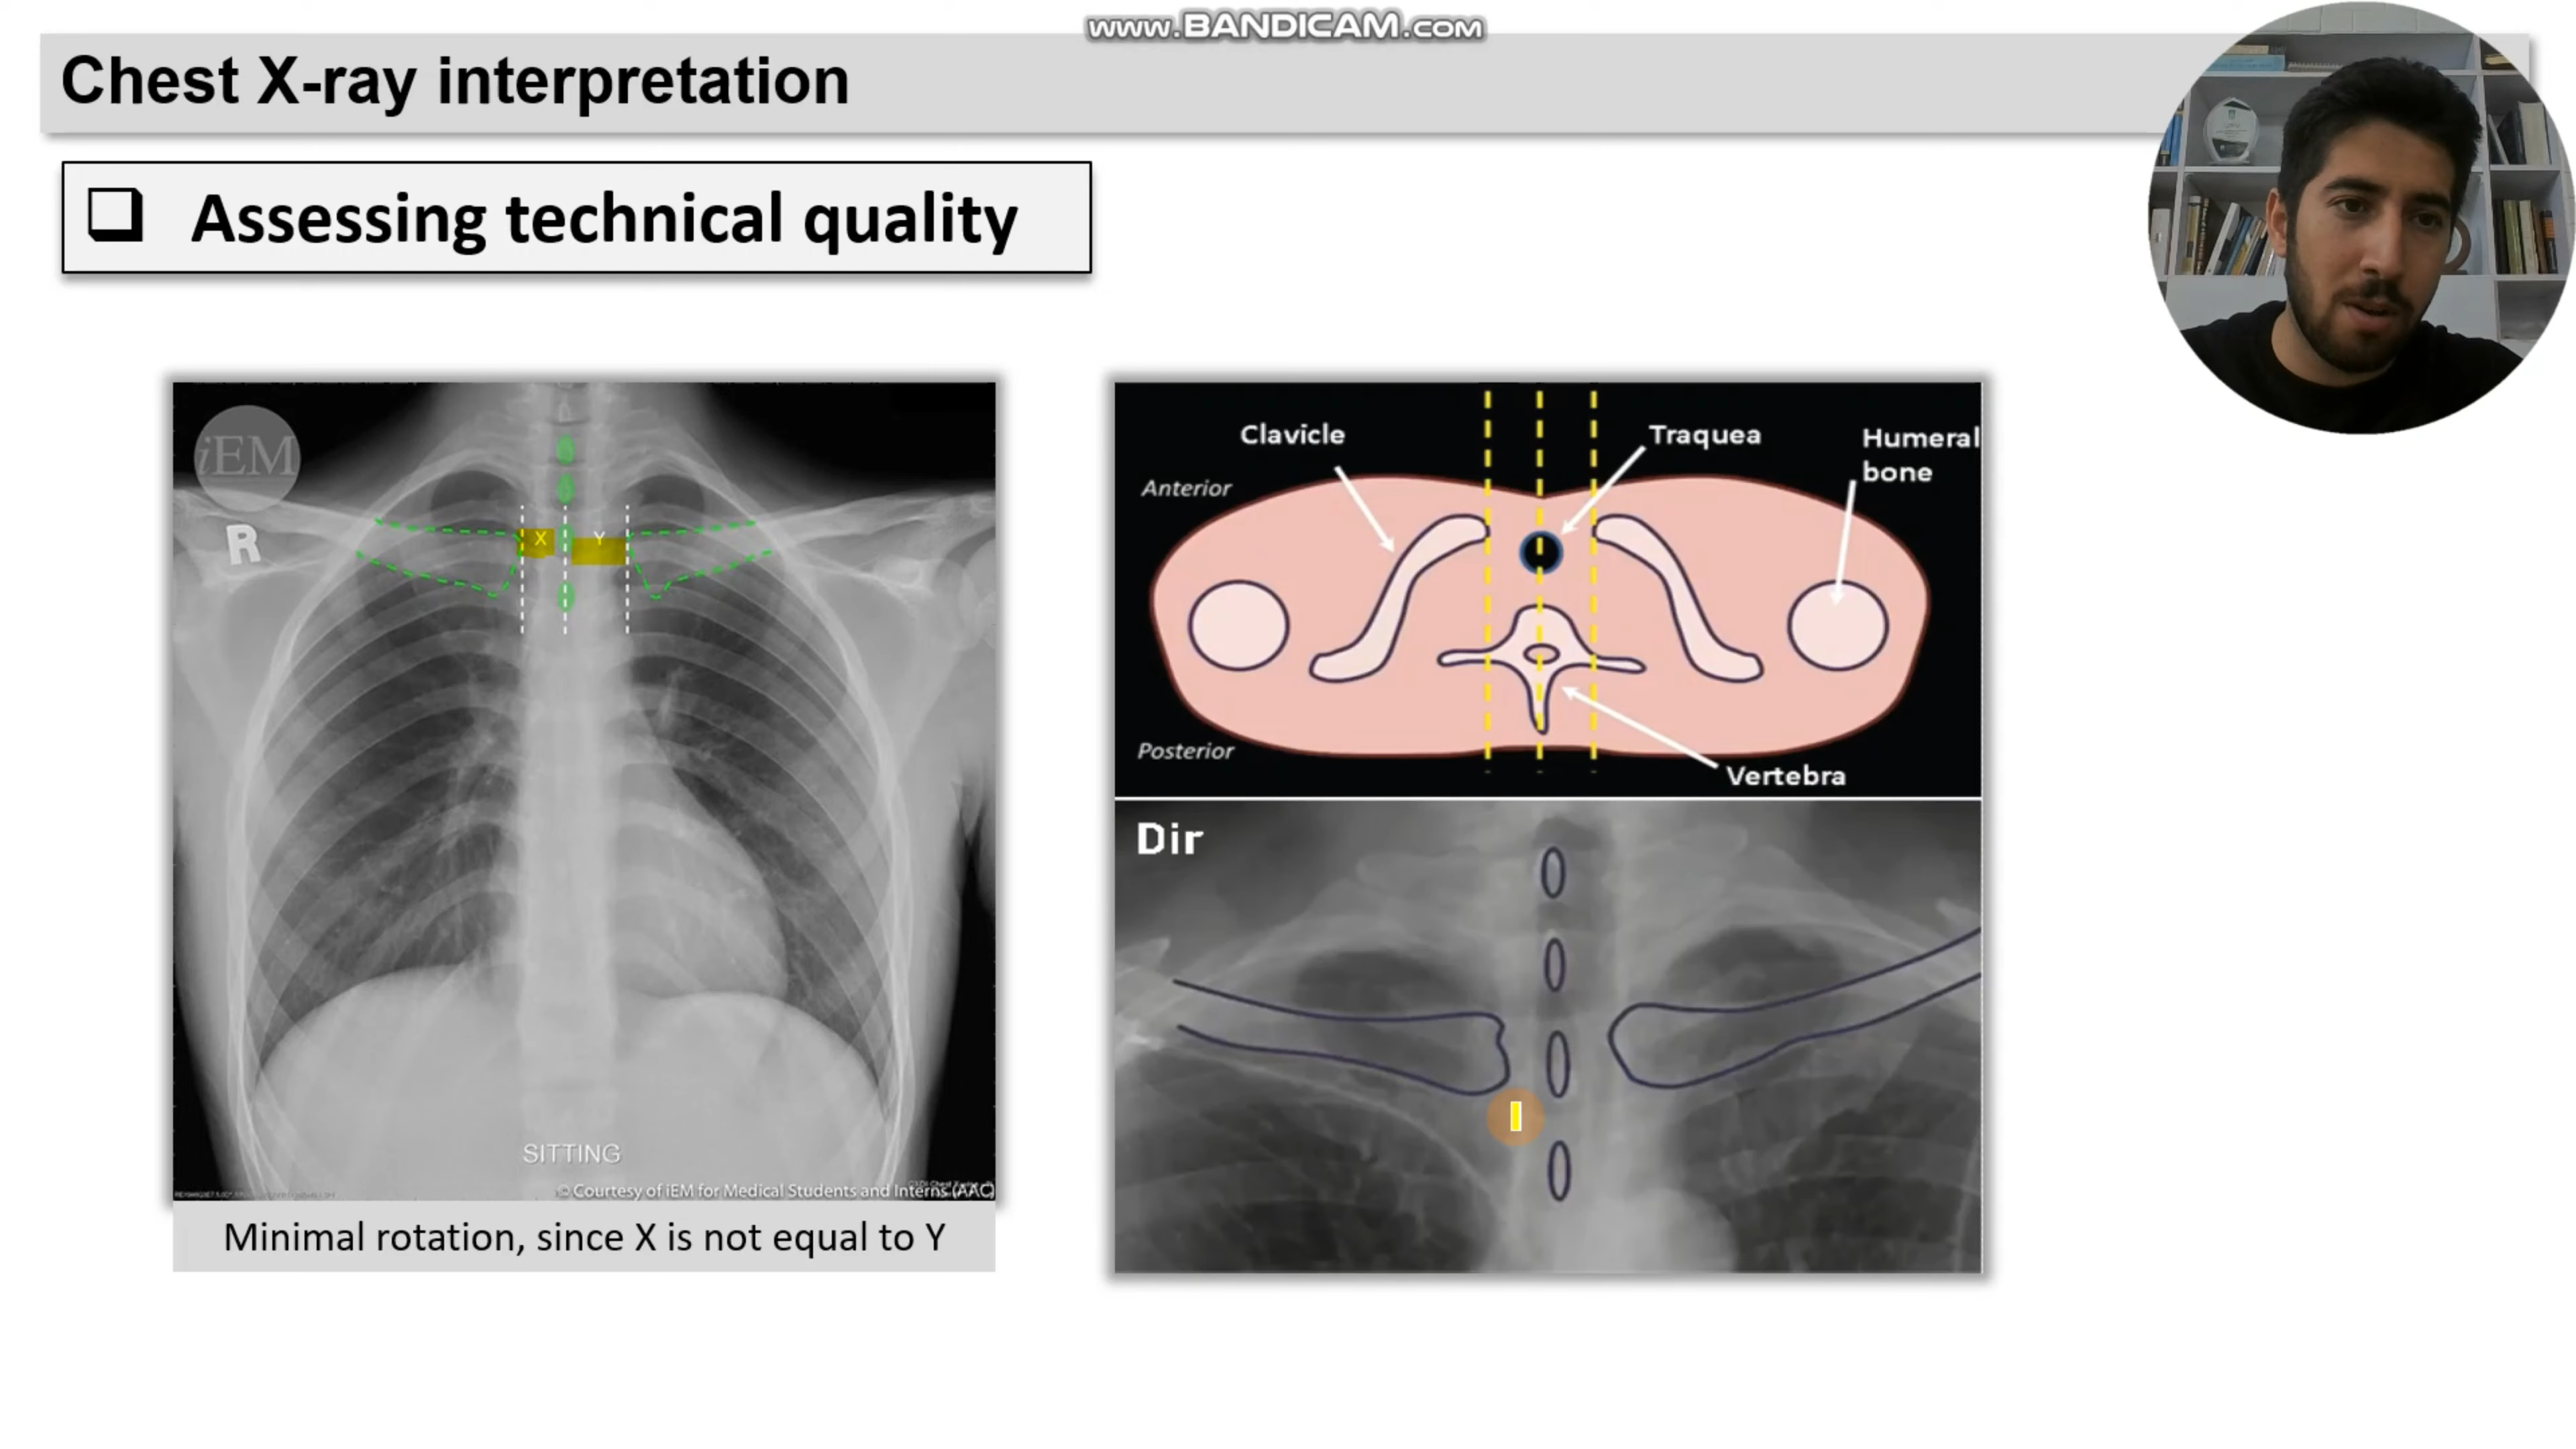 www.BANDICAM.com
Chest X-ray interpretation
Assessing technical quality
iEM
R
X
Y
SITTING
© Courtesy of iEM for Medical Students and Interns (AAC)
Minimal rotation, since X is not equal to Y
Clavicle
Traquea
Humeral
bone
Anterior
Posterior
Vertebra
Dir